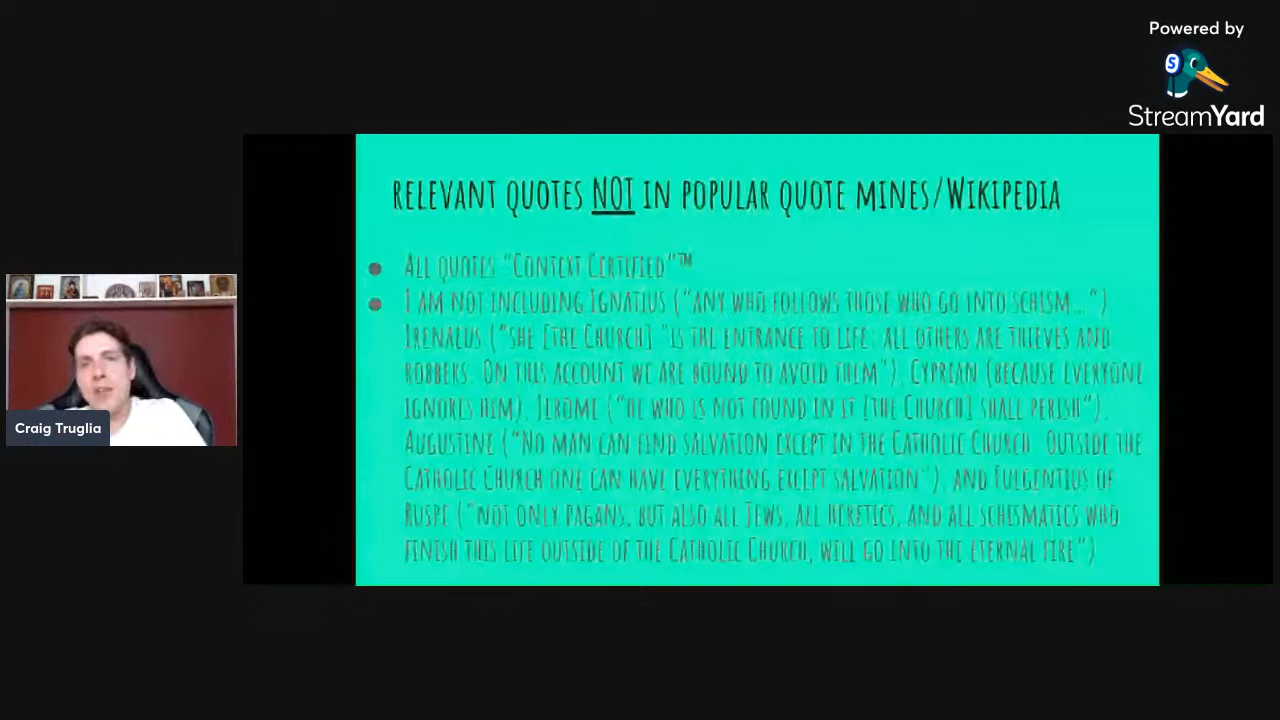 Powered by
StreamYard
RELEVANT QUOTES NOT IN POPULAR QUOTE MINES/WIKIPEDIA
ALL QUOTES "CONTEXT CERTIFIED"™
I AM NOT INCLUDING IGNATIUS ("ANY WHO FOLLOWS THOSE WHO GO INTO SCHISM...")
IRENAEUS ("SHE [THE CHURCH] "IS THE ENTRANCE TO LIFE; ALL OTHERS ARE THIEVES AND
ROBBERS. ON THIS ACCOUNT WE ARE BOUND TO AVOID THEM"), CYPRIAN (BECAUSE EVERYONE
IGNORES HIM), JEROME ("HE WHO IS NOT FOUND IN IT [THE CHURCH] SHALL PERISH"),
AUGUSTINE ("NO MAN CAN FIND SALVATION EXCEPT IN THE CATHOLIC CHURCH. OUTSIDE THE
CATHOLIC CHURCH ONE CAN HAVE EVERYTHING EXCEPT SALVATION"), AND FULGENTIUS OF
RUSPE ("NOT ONLY PAGANS, BUT ALSO ALL JEWS, ALL HERETICS, AND ALL SCHISMATICS WHO
FINISH THIS LIFE OUTSIDE OF THE CATHOLIC CHURCH, WILL GO INTO THE ETERNAL FIRE")
Craig Truglia